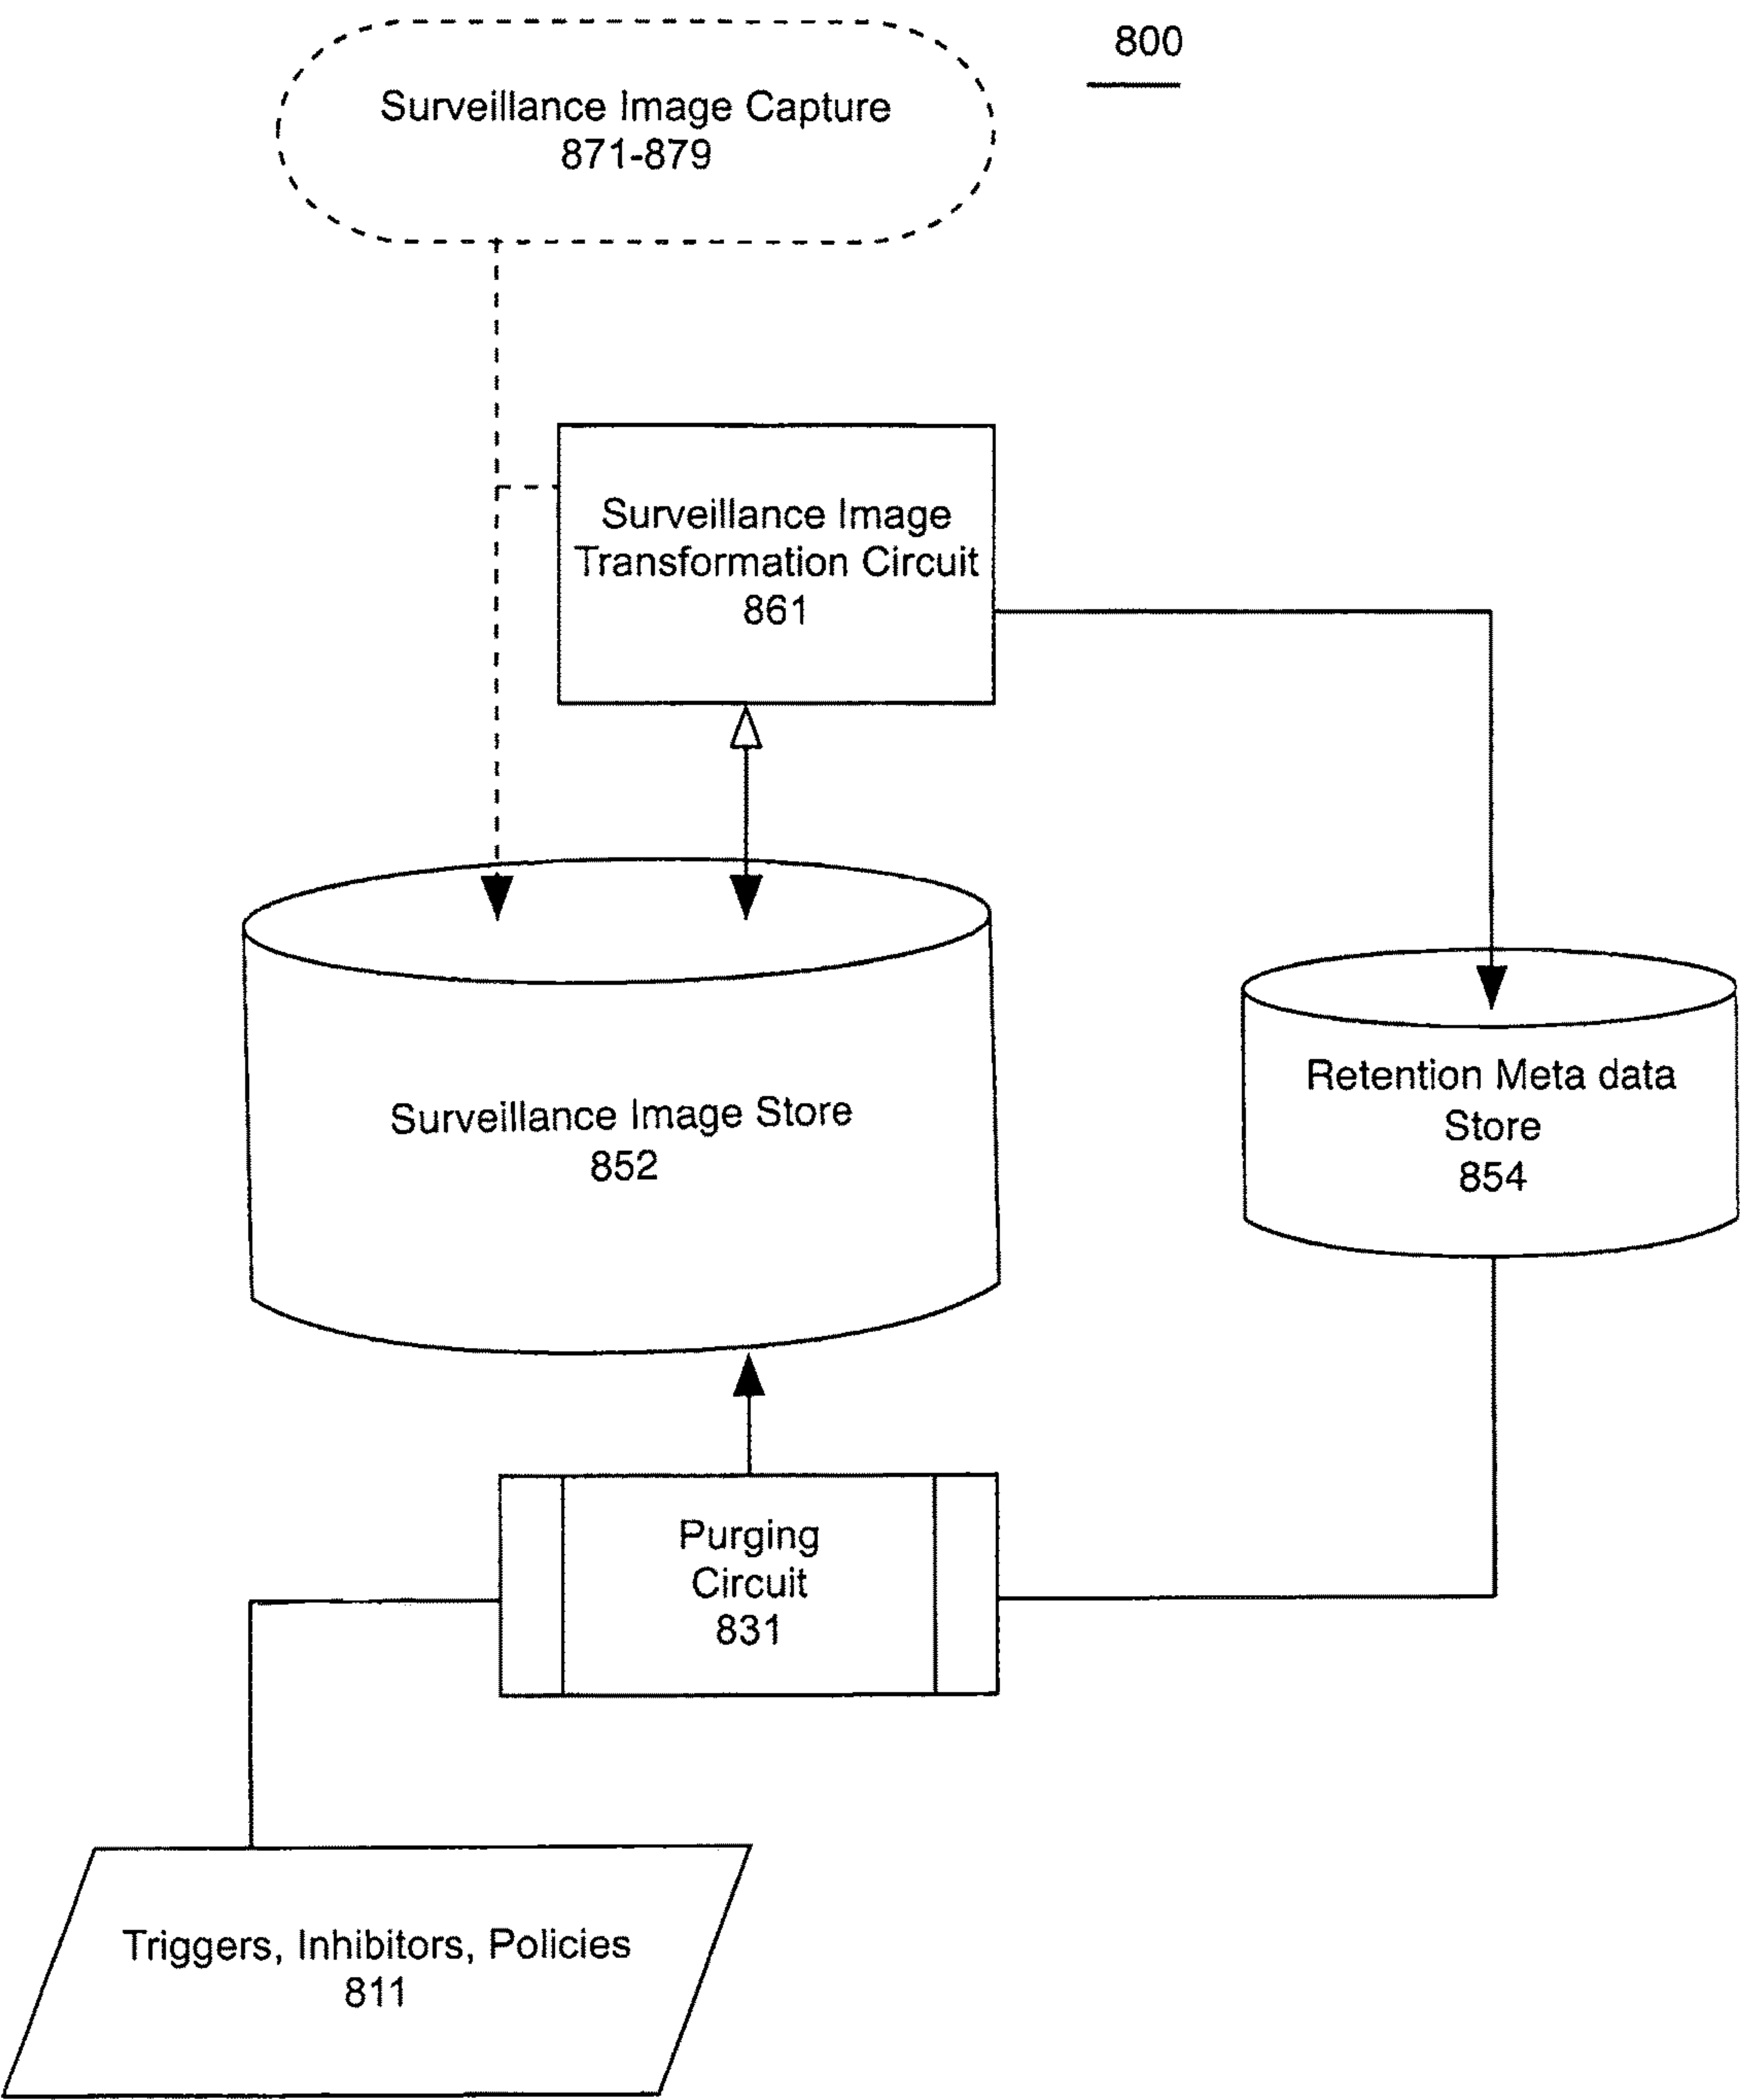 800
Surveillance Image Capture
871-879
Surveillance Image
Transformation Circuit
861
Surveillance Image Store
852
Retention Meta data
Store
854
Purging
Circuit
831
Triggers, Inhibitors, Policies
811